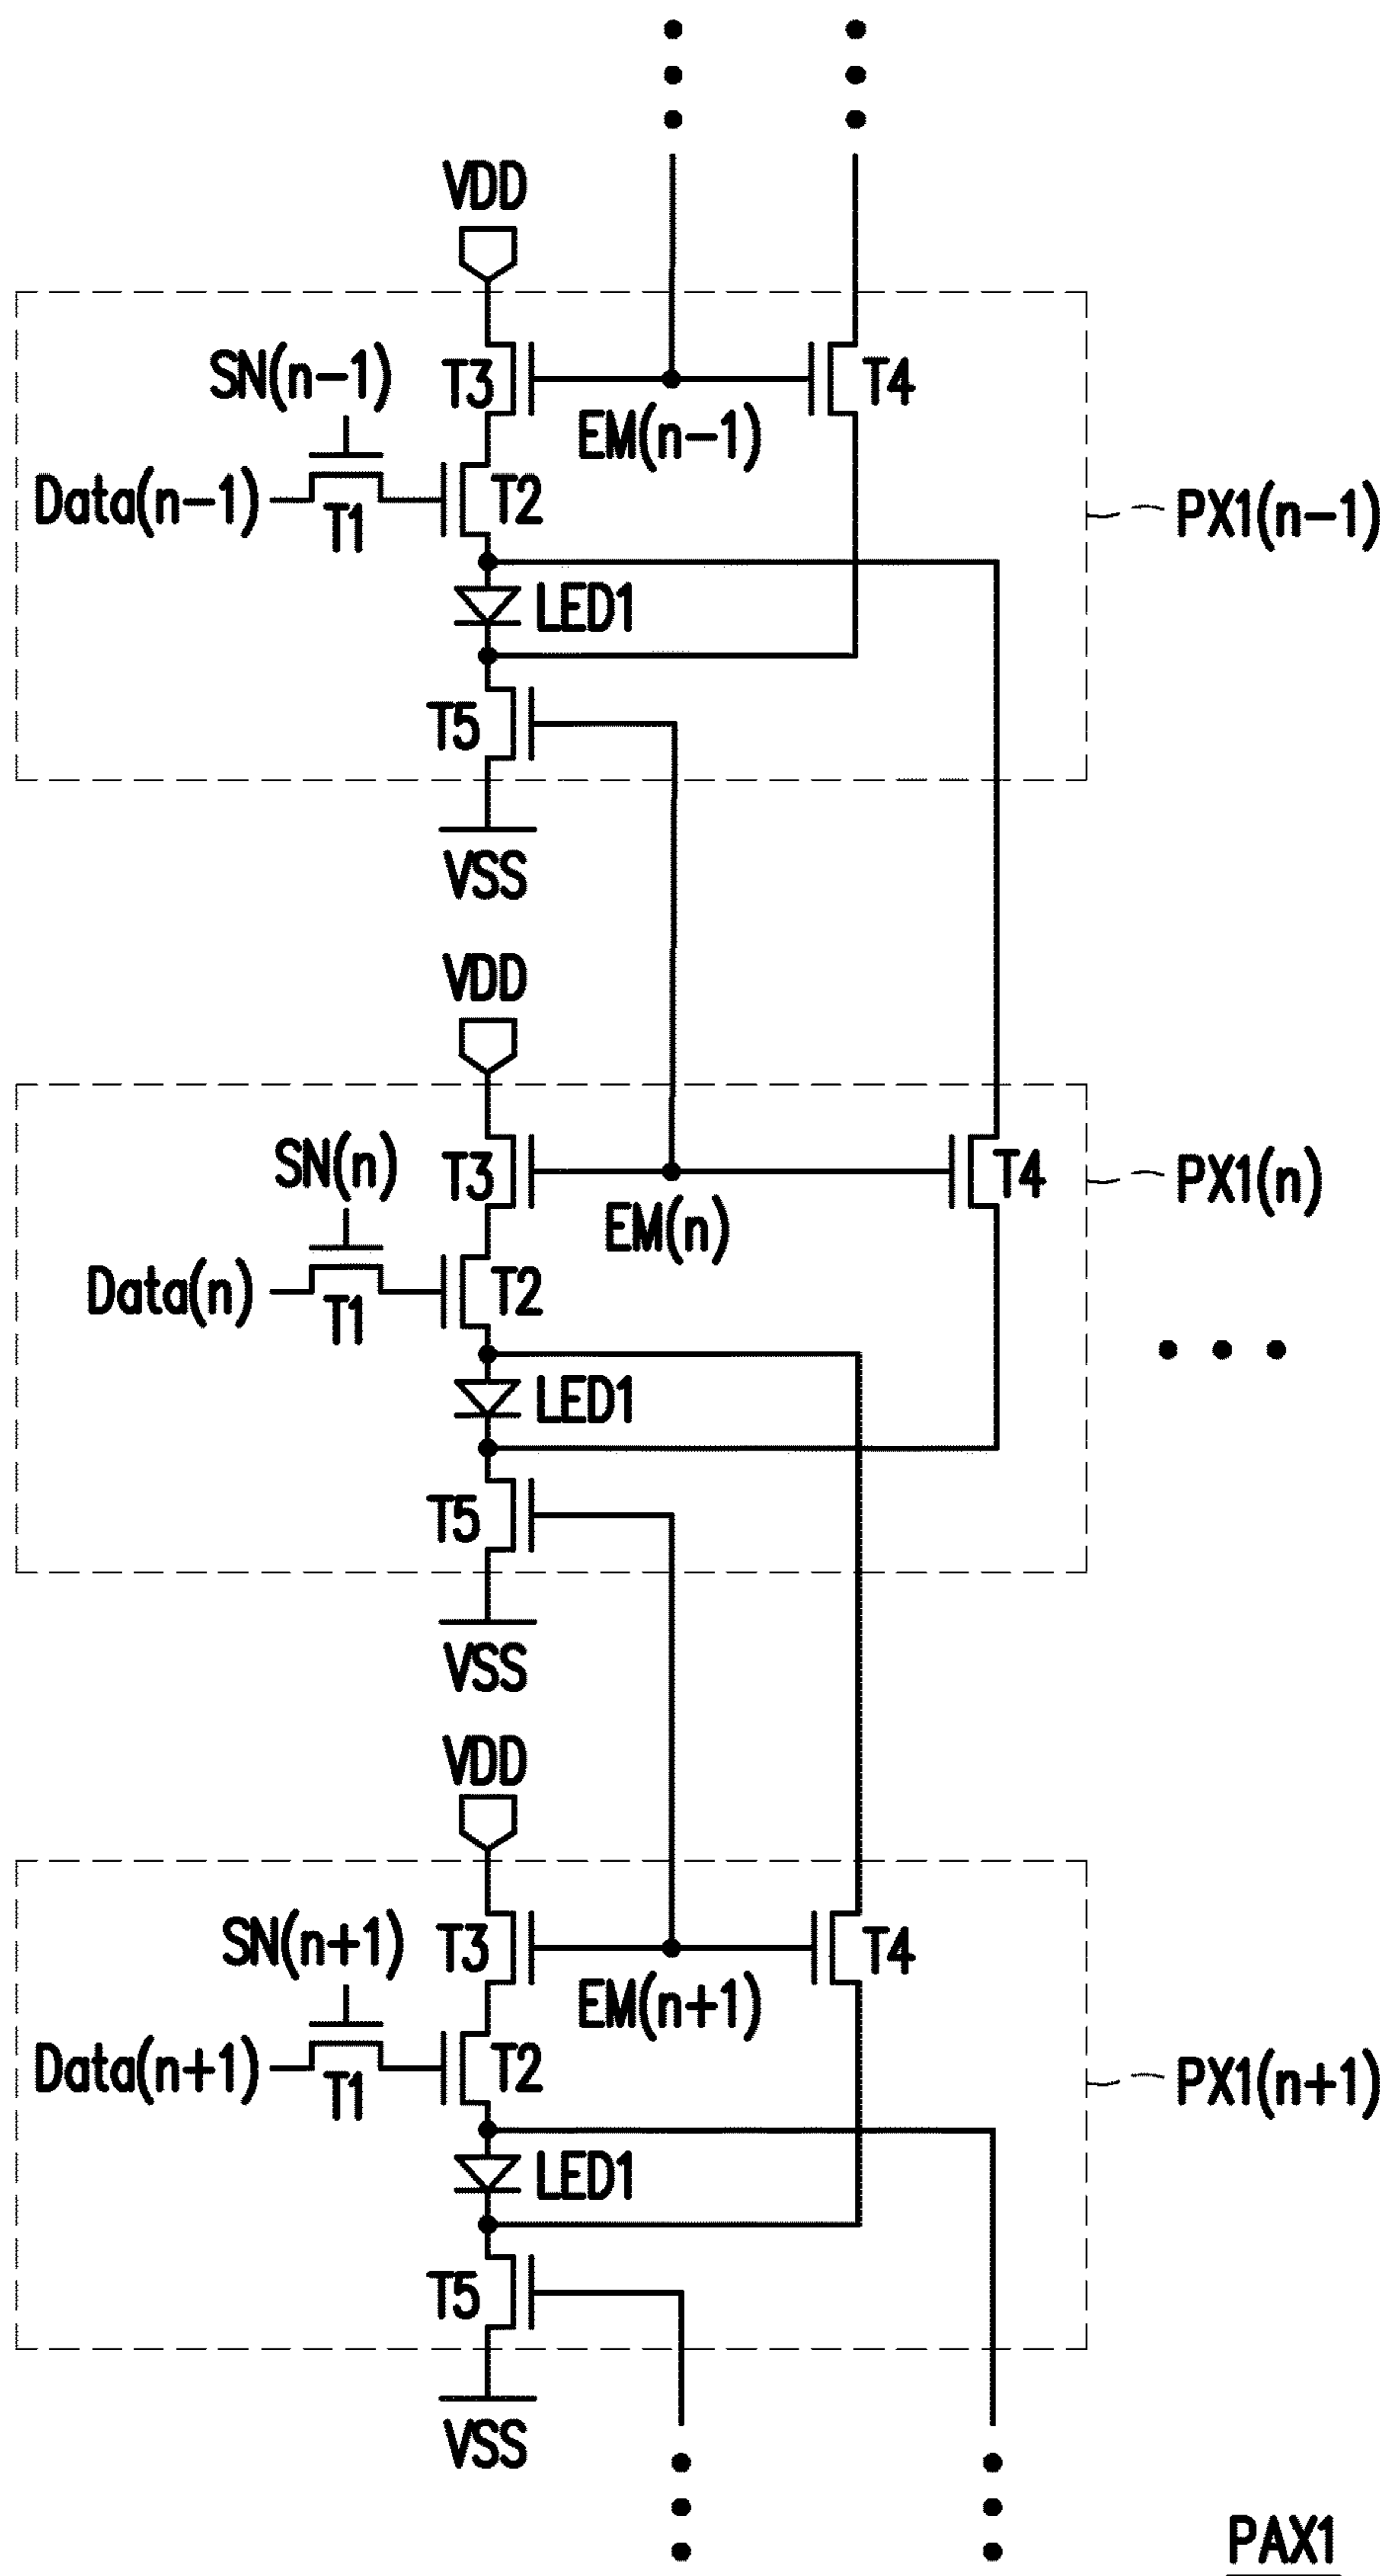 VDD
SN(n-1)
T3
T4
EM(n-1)
Data(n-1)
T1
T2
PX1(n-1)
LED1
T5
VSS
VDD
SN(n)
T3
T4
PX1(n)
EM(n)
Data(n)
T1
T2
LED1
T5
VSS
VDD
SN(n+1)
T3
T4
EM(n+1)
Data(n+1)
T1
T2
PX1(n+1)
LED1
T5
VSS
PAX1